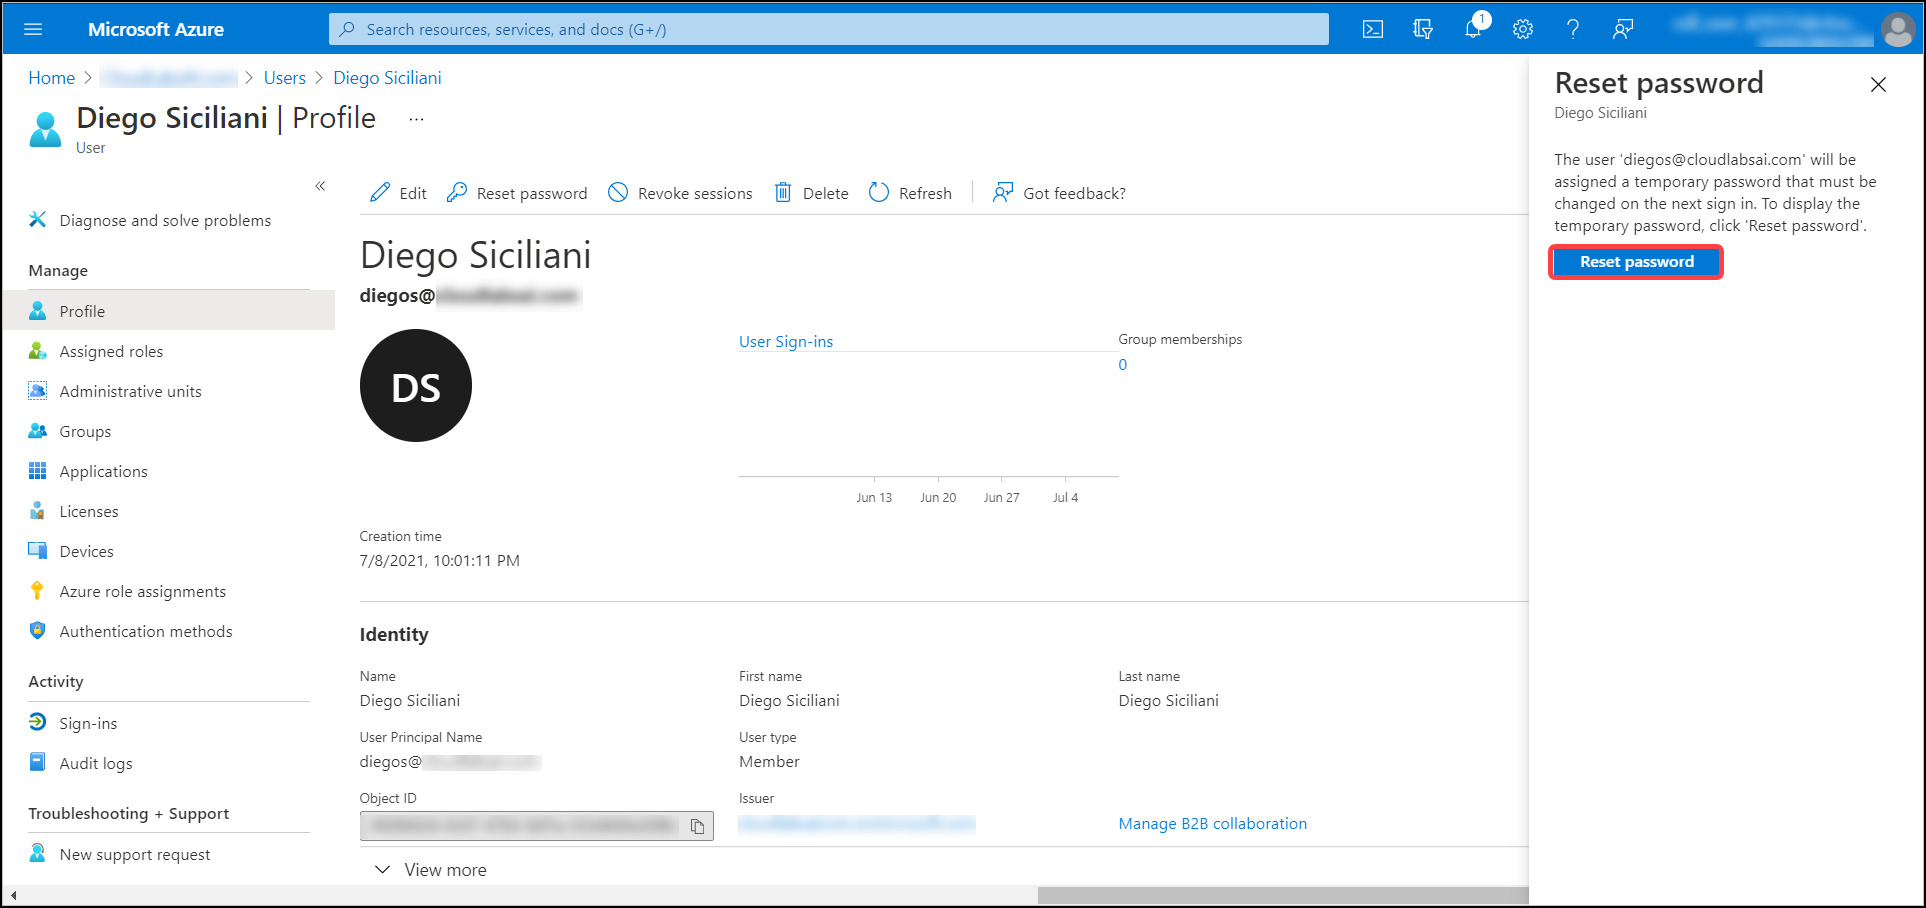 Microsoft Azure
Search resources, services, and docs (G+/)
1
Home > > Users > Diego Siciliani
Diego Siciliani | Profile ...
User
«
Diagnose and solve problems
Manage
Profile
Assigned roles
Administrative units
Groups
Applications
Licenses
Devices
Azure role assignments
Authentication methods
Activity
Sign-ins
Audit logs
Troubleshooting + Support
New support request
Edit
Reset password
Revoke sessions
Delete
Refresh
Got feedback?
Diego Siciliani
diegos@
DS
User Sign-ins
Jun 13 Jun 20 Jun 27 Jul 4
Group memberships
0
Creation time
7/8/2021, 10:01:11 PM
Identity
Name
Diego Siciliani
First name
Diego Siciliani
Last name
Diego Siciliani
User Principal Name
diegos@
User type
Member
Object ID
Issuer
Manage B2B collaboration
View more
Reset password
Diego Siciliani
The user 'diegos@cloudlabsai.com' will be
assigned a temporary password that must be
changed on the next sign in. To display the
temporary password, click 'Reset password'.
Reset password